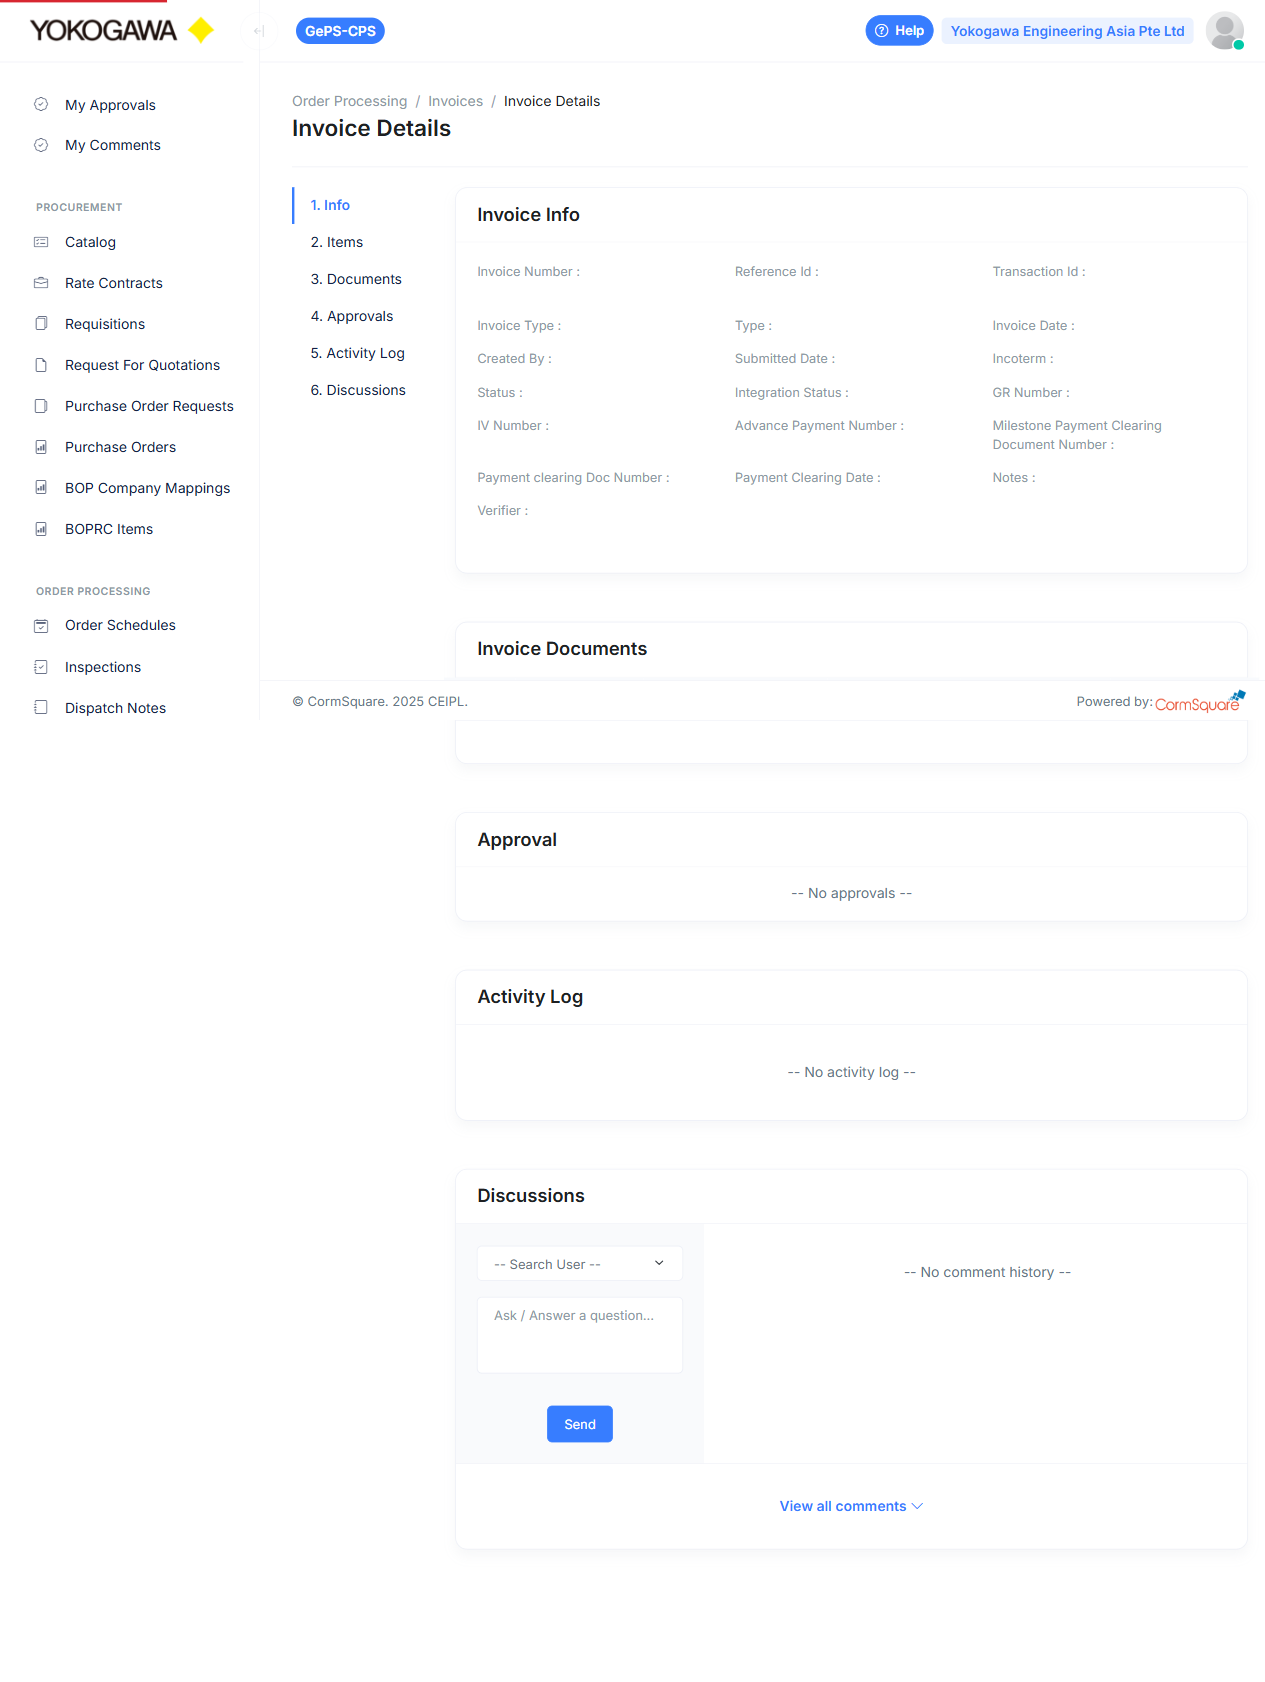 YOKOGAWA
GePS-CPS
Help
Yokogawa Engineering Asia Pte Ltd
My Approvals
My Comments
PROCUREMENT
Catalog
Rate Contracts
Requisitions
Request For Quotations
Purchase Order Requests
Purchase Orders
BOP Company Mappings
BOPRC Items
ORDER PROCESSING
Order Schedules
Inspections
Dispatch Notes
Order Processing / Invoices / Invoice Details
Invoice Details
1. Info
2. Items
3. Documents
4. Approvals
5. Activity Log
6. Discussions
Invoice Info
Invoice Number :
Reference Id :
Transaction Id :
Invoice Type :
Type :
Invoice Date :
Created By :
Submitted Date :
Incoterm :
Status :
Integration Status :
GR Number :
IV Number :
Advance Payment Number :
Milestone Payment Clearing
Document Number :
Payment clearing Doc Number :
Payment Clearing Date :
Notes :
Verifier :
Invoice Documents
© CormSquare. 2025 CEIPL.
Powered by: CormSquare
Approval
-- No approvals --
Activity Log
-- No activity log --
Discussions
-- Search User --
Ask / Answer a question...
Send
-- No comment history --
View all comments